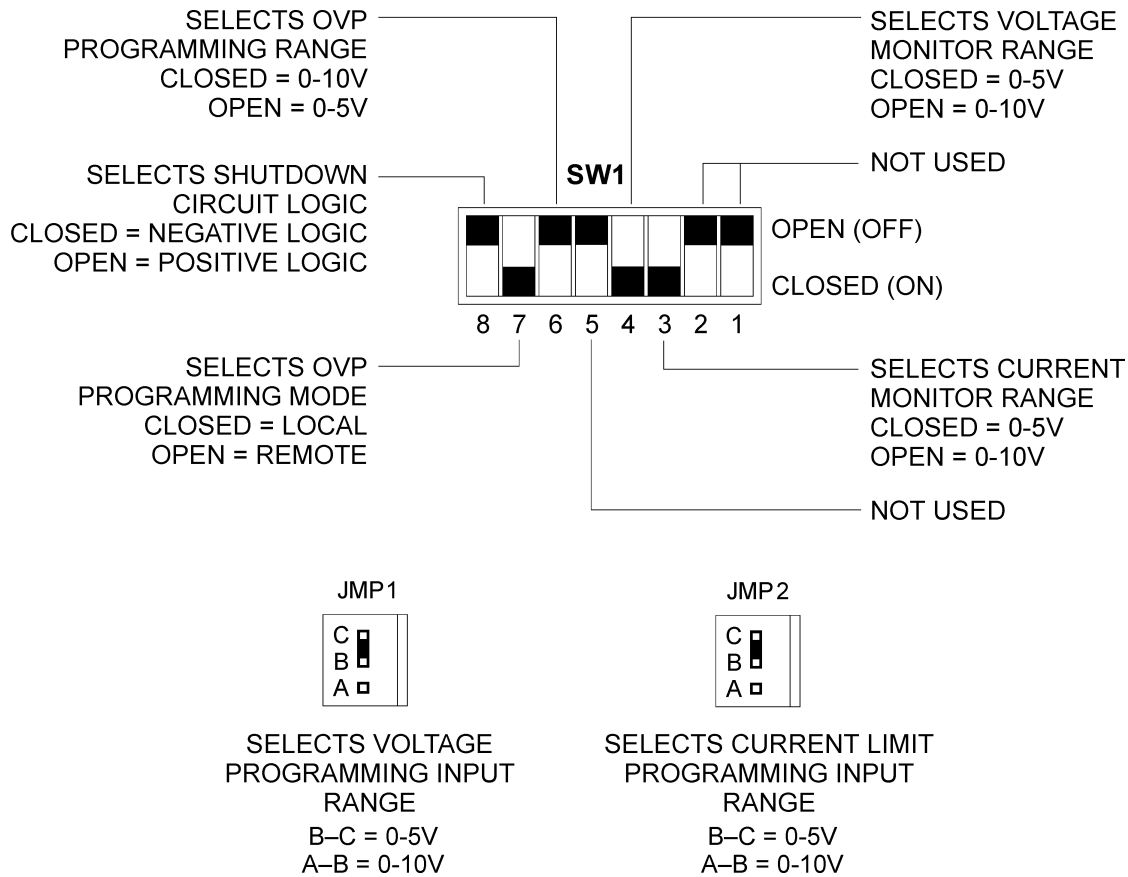 SELECTS OVP
PROGRAMMING RANGE
CLOSED = 0-10V
OPEN = 0-5V
SELECTS VOLTAGE
MONITOR RANGE
CLOSED = 0-5V
OPEN = 0-10V
NOT USED
SELECTS SHUTDOWN
CIRCUIT LOGIC
CLOSED = NEGATIVE LOGIC
OPEN = POSITIVE LOGIC
SW1
OPEN (OFF)
CLOSED (ON)
8 7 6 5 4 3 2 1
SELECTS OVP
PROGRAMMING MODE
CLOSED = LOCAL
OPEN = REMOTE
SELECTS CURRENT
MONITOR RANGE
CLOSED = 0-5V
OPEN = 0-10V
NOT USED
JMP1
C
B
A
SELECTS VOLTAGE
PROGRAMMING INPUT
RANGE
B–C = 0-5V
A–B = 0-10V
JMP2
C
B
A
SELECTS CURRENT LIMIT
PROGRAMMING INPUT
RANGE
B–C = 0-5V
A–B = 0-10V